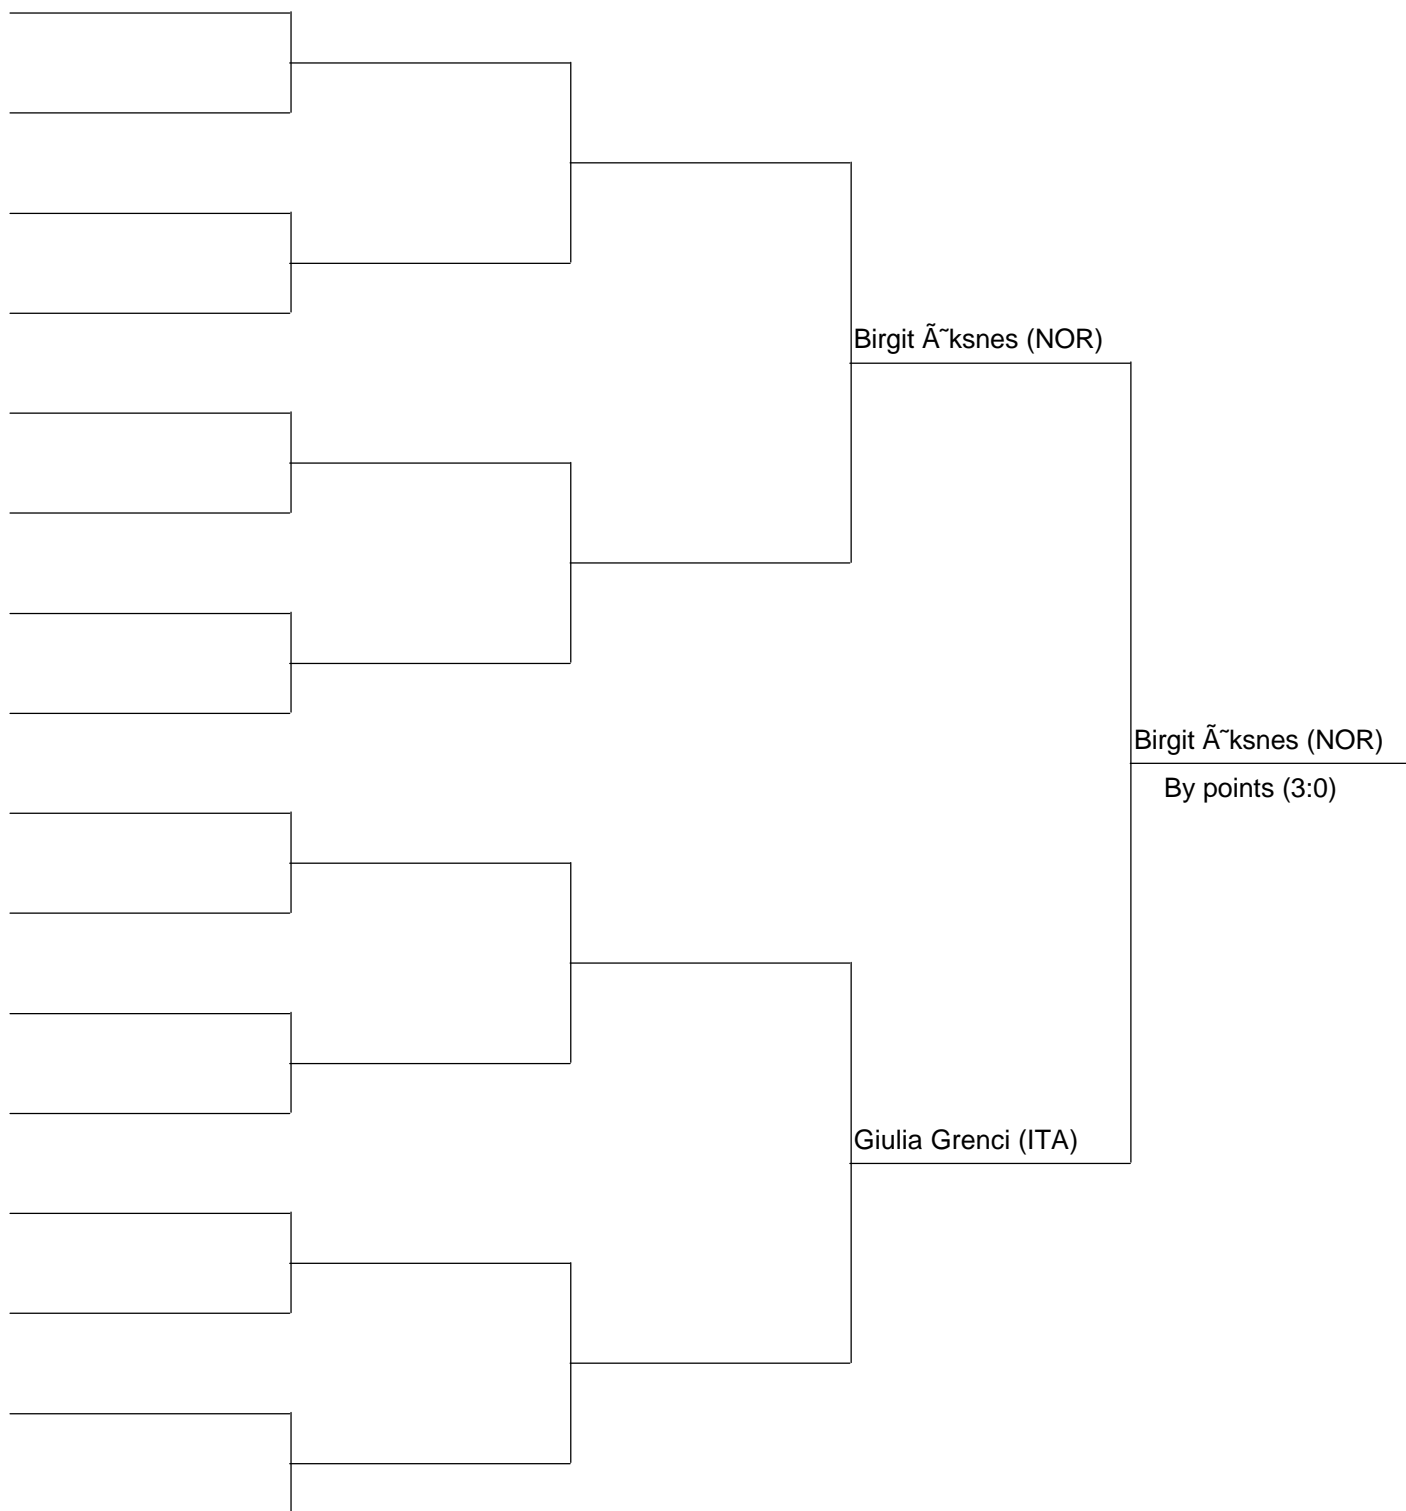 Birgit Ã˜ksnes (NOR)
Birgit Ã˜ksnes (NOR)
By points (3:0)
Giulia Grenci (ITA)